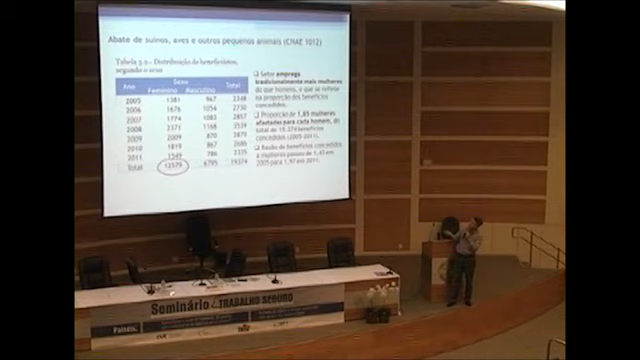 Abate de suínos, aves e outros pequenos animais (CNAE 1012)
Tabela 5.9.- Distribuição de beneficiários,
segundo o sexo
Ano Sexo Total
Feminino Masculino
2005 1381 967 2348
2006 1676 1054 2730
2007 1774 1083 2857
2008 2371 1168 3539
2009 2009 870 2879
2010 1819 867 2686
2011 1549 786 2335
Total 12579 6795 19374
Setor emprega
tradicionalmente mais mulheres
do que homens, o que se reflete
na proporção dos benefícios
concedidos.
Proporção de 1,85 mulheres
afastadas para cada homem, do
total de 19.374 benefícios
concedidos (2005-2011).
Razão de benefícios concedidos
a mulheres passou de 1,43 em
2005 para 1,97 em 2011.
Seminário TRABALHO SEGURO